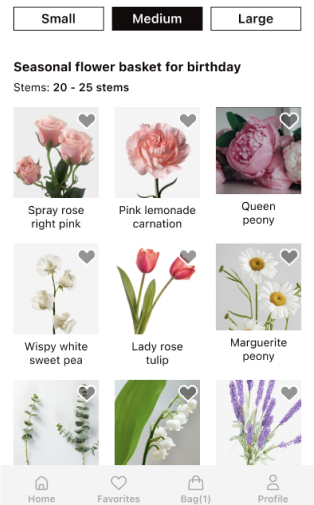 Small Medium Large
Seasonal flower basket for birthday
Stems: 20 - 25 stems
Spray rose
right pink
Pink lemonade
carnation
Queen
peony
Wispy white
sweet pea
Lady rose
tulip
Marguerite
peony
Home Favorites Bag(1) Profile